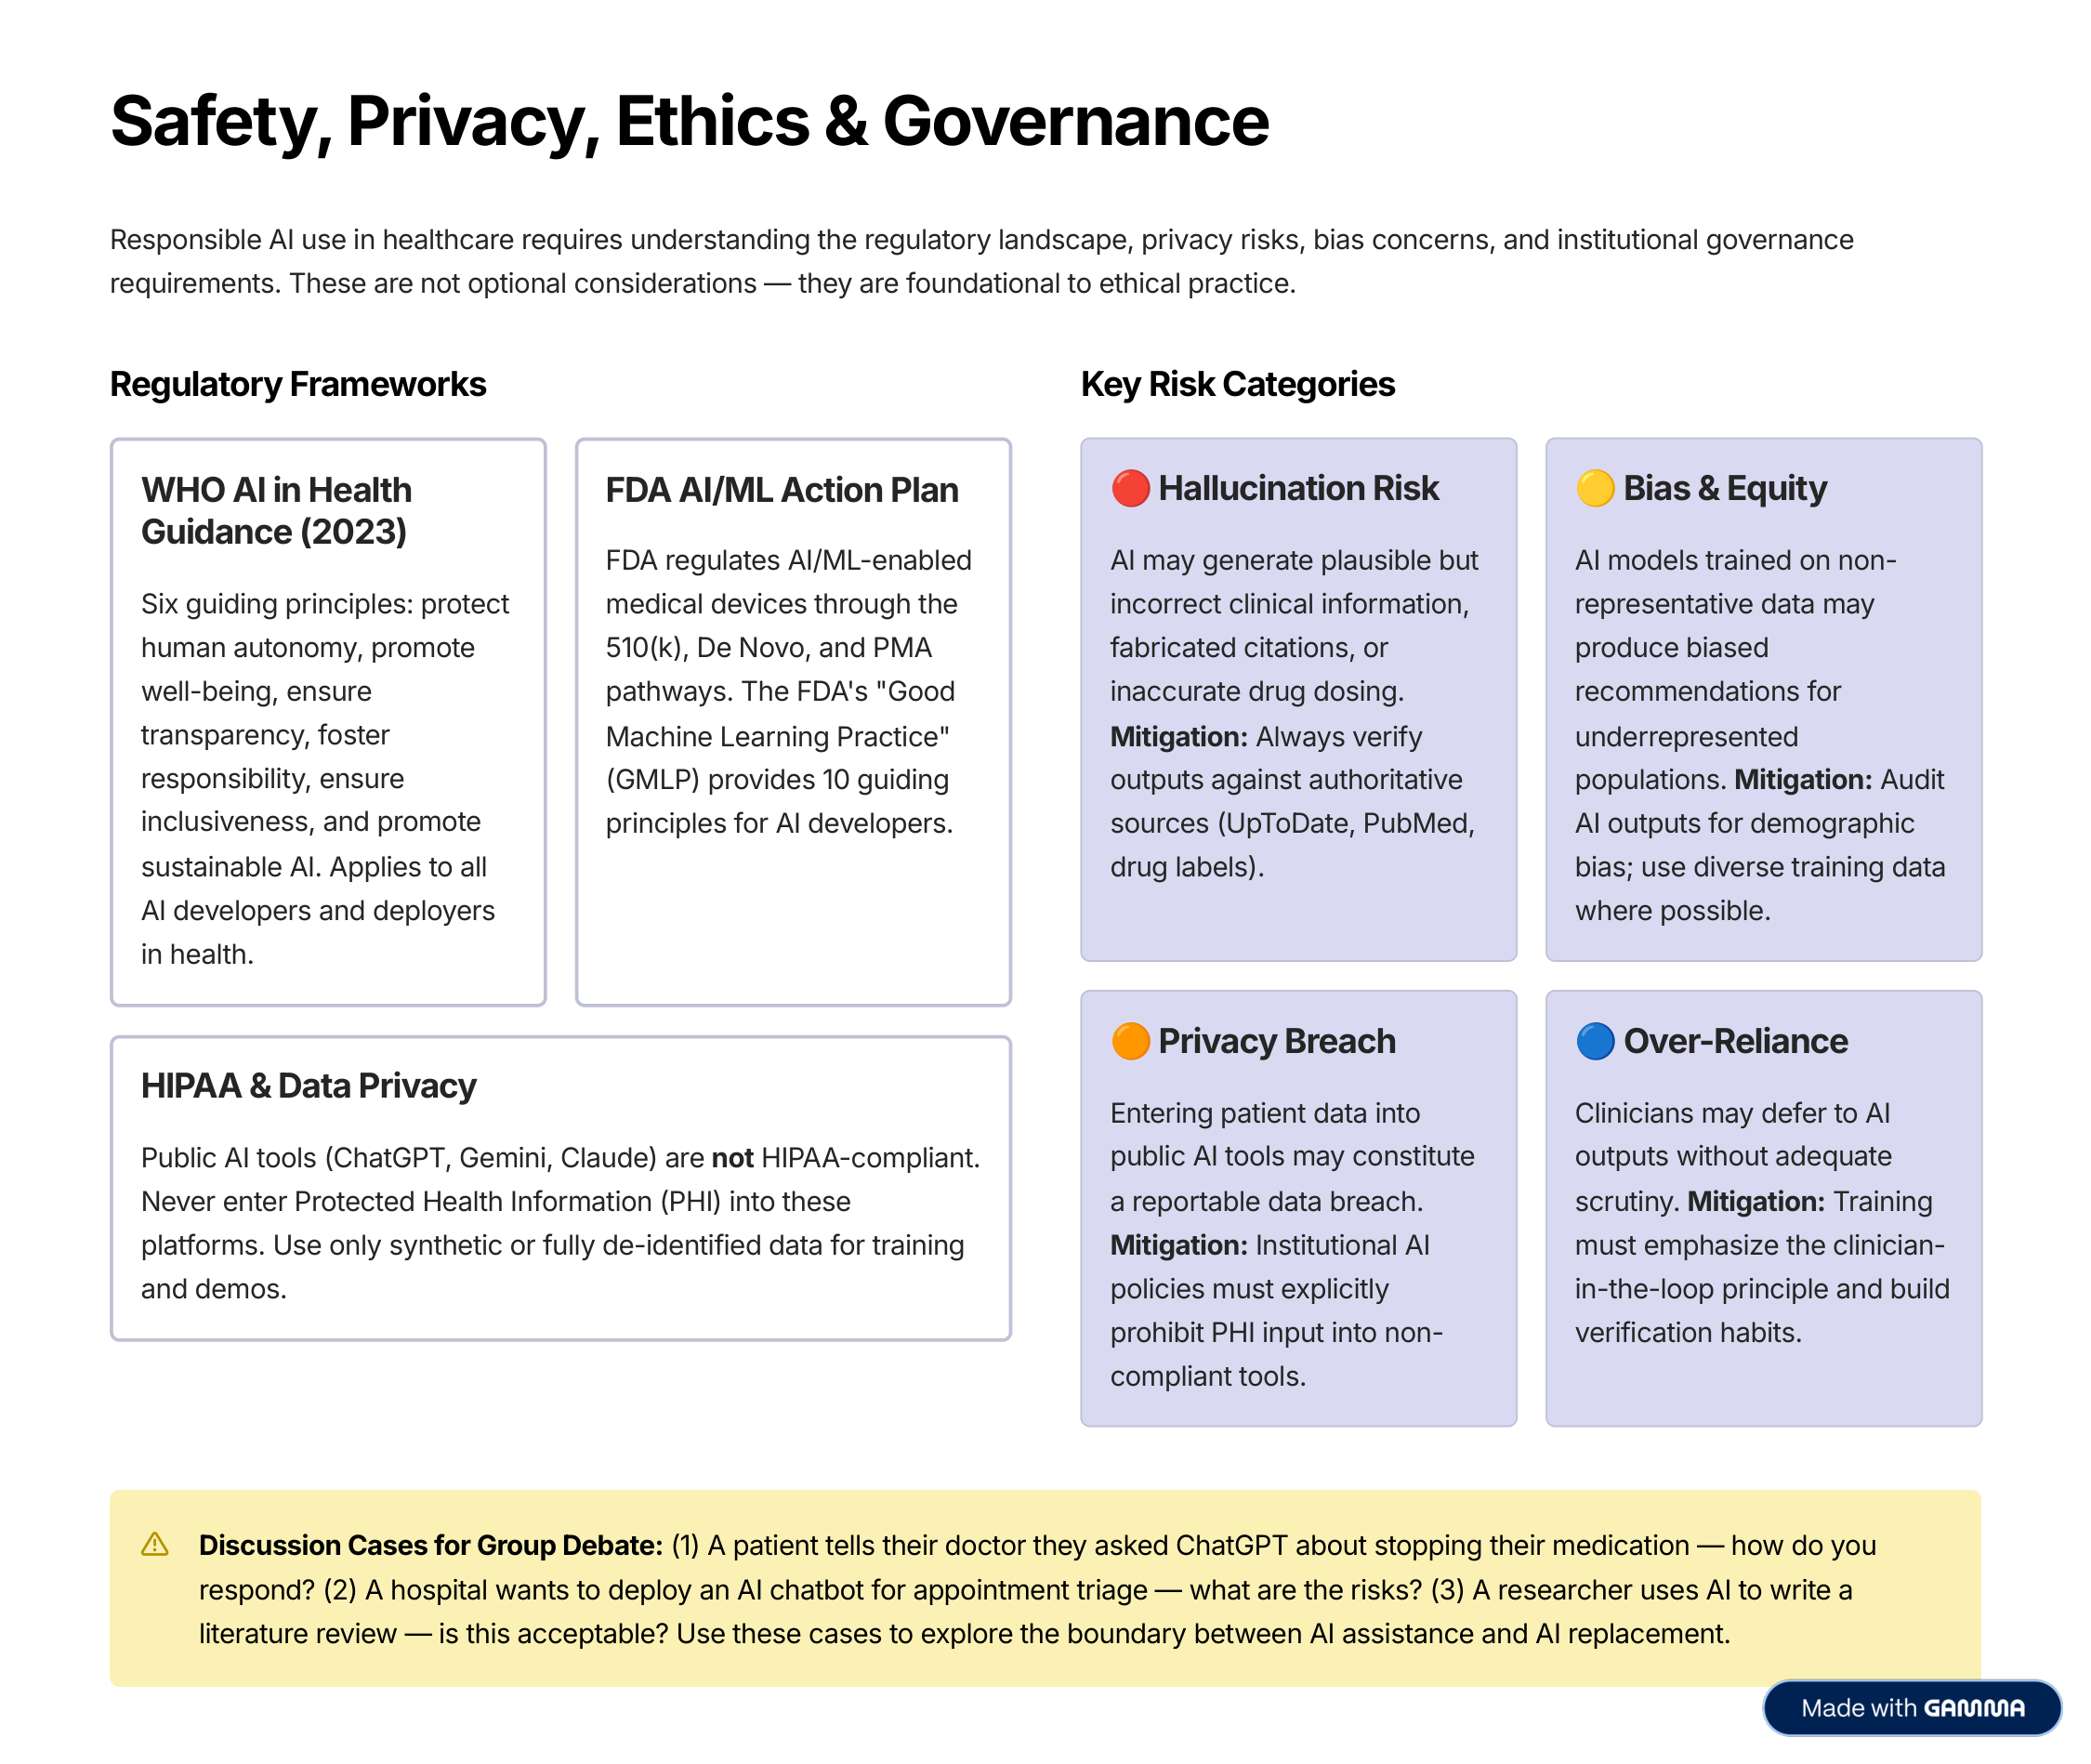 Safety, Privacy, Ethics & Governance
Responsible AI use in healthcare requires understanding the regulatory landscape, privacy risks, bias concerns, and institutional governance
requirements. These are not optional considerations — they are foundational to ethical practice.
Regulatory Frameworks
WHO AI in Health
Guidance (2023)
Six guiding principles: protect
human autonomy, promote
well-being, ensure
transparency, foster
responsibility, ensure
inclusiveness, and promote
sustainable AI. Applies to all
AI developers and deployers
in health.
FDA AI/ML Action Plan
FDA regulates AI/ML-enabled
medical devices through the
510(k), De Novo, and PMA
pathways. The FDA's "Good
Machine Learning Practice"
(GMLP) provides 10 guiding
principles for AI developers.
HIPAA & Data Privacy
Public AI tools (ChatGPT, Gemini, Claude) are not HIPAA-compliant.
Never enter Protected Health Information (PHI) into these
platforms. Use only synthetic or fully de-identified data for training
and demos.
Key Risk Categories
🔴 Hallucination Risk
AI may generate plausible but
incorrect clinical information,
fabricated citations, or
inaccurate drug dosing.
Mitigation: Always verify
outputs against authoritative
sources (UpToDate, PubMed,
drug labels).
🟡 Bias & Equity
AI models trained on non-
representative data may
produce biased
recommendations for
underrepresented
populations. Mitigation: Audit
AI outputs for demographic
bias; use diverse training data
where possible.
🟠 Privacy Breach
Entering patient data into
public AI tools may constitute
a reportable data breach.
Mitigation: Institutional AI
policies must explicitly
prohibit PHI input into non-
compliant tools.
🔵 Over-Reliance
Clinicians may defer to AI
outputs without adequate
scrutiny. Mitigation: Training
must emphasize the clinician-
in-the-loop principle and build
verification habits.
Discussion Cases for Group Debate: (1) A patient tells their doctor they asked ChatGPT about stopping their medication — how do you
respond? (2) A hospital wants to deploy an AI chatbot for appointment triage — what are the risks? (3) A researcher uses AI to write a
literature review — is this acceptable? Use these cases to explore the boundary between AI assistance and AI replacement.
Made with GAMMA